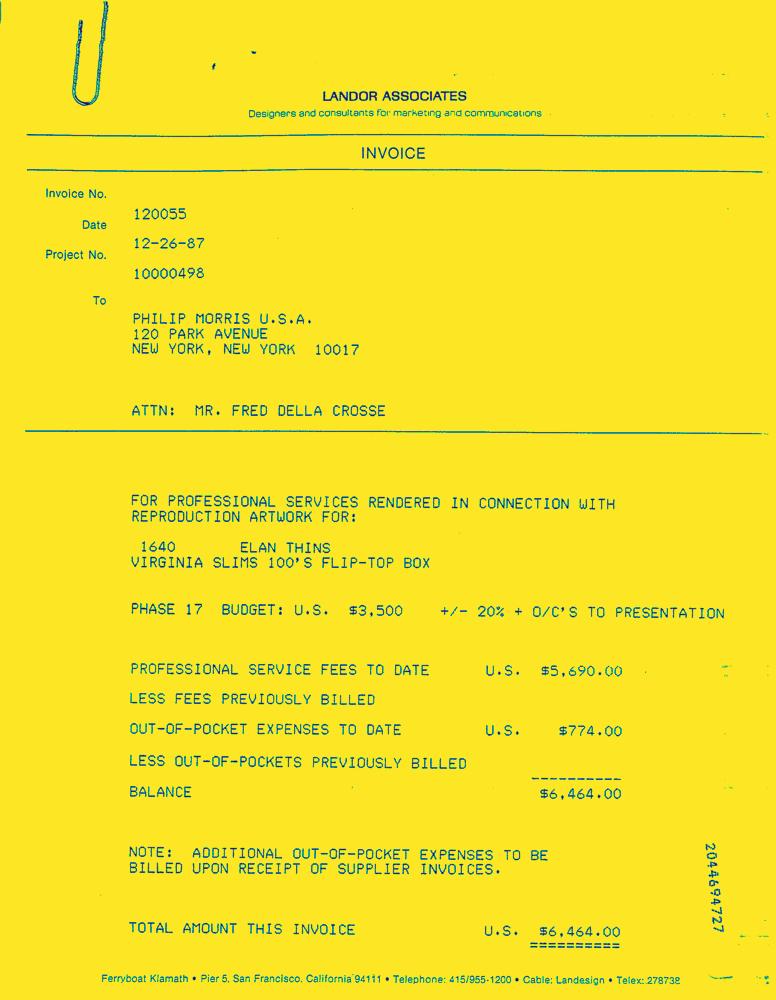 LANDOR ASSOCIATES
Designers and consultants for marketing and communications
INVOICE
Invoice No.
120055
Date
12-26-87
Project No.
10000498
To
PHILIP MORRIS U.S.A.
120 PARK AVENUE
NEW YORK, NEW YORK 10017
ATTN: MR. FRED DELLA CROSSE
FOR PROFESSIONAL SERVICES RENDERED IN CONNECTION WITH
REPRODUCTION ARTWORK FOR:
1640 ELAN THINS
VIRGINIA SLIMS 100'S FLIP-TOP BOX
PHASE 17 BUDGET: U.S. $3,500 +/- 20% + O/C'S TO PRESENTATION
PROFESSIONAL SERVICE FEES TO DATE U.S. $5,690.00
LESS FEES PREVIOUSLY BILLED
OUT-OF-POCKET EXPENSES TO DATE U.S. $774.00
LESS OUT-OF-POCKETS PREVIOUSLY BILLED
BALANCE $6,464.00
NOTE: ADDITIONAL OUT-OF-POCKET EXPENSES TO BE
BILLED UPON RECEIPT OF SUPPLIER INVOICES.
TOTAL AMOUNT THIS INVOICE U.S. $6,464.00
2044694727
Ferryboat Klamath • Pier 5, San Francisco, California 94111 • Telephone: 415/955-1200 • Cable: Landesign • Telex: 278732